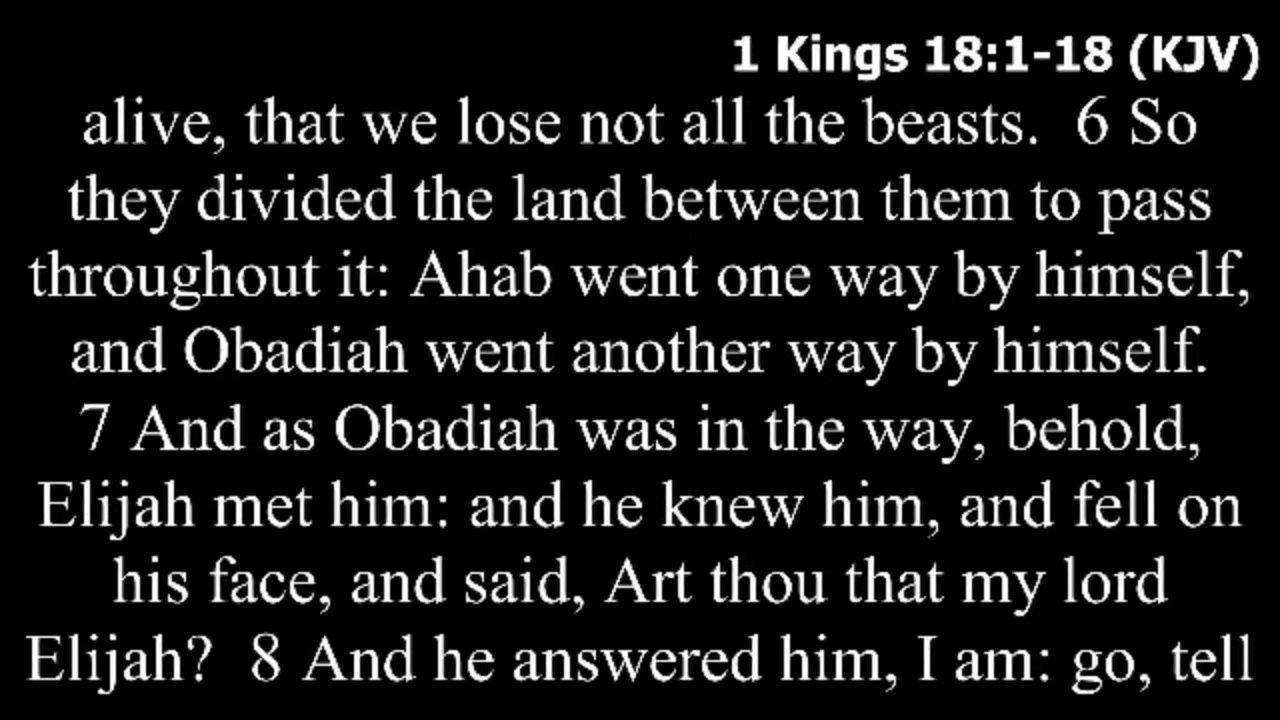 1 Kings 18:1-18 (KJV)
alive, that we lose not all the beasts.  6 So
they divided the land between them to pass
throughout it: Ahab went one way by himself,
and Obadiah went another way by himself.
7 And as Obadiah was in the way, behold,
Elijah met him: and he knew him, and fell on
his face, and said, Art thou that my lord
Elijah?  8 And he answered him, I am: go, tell